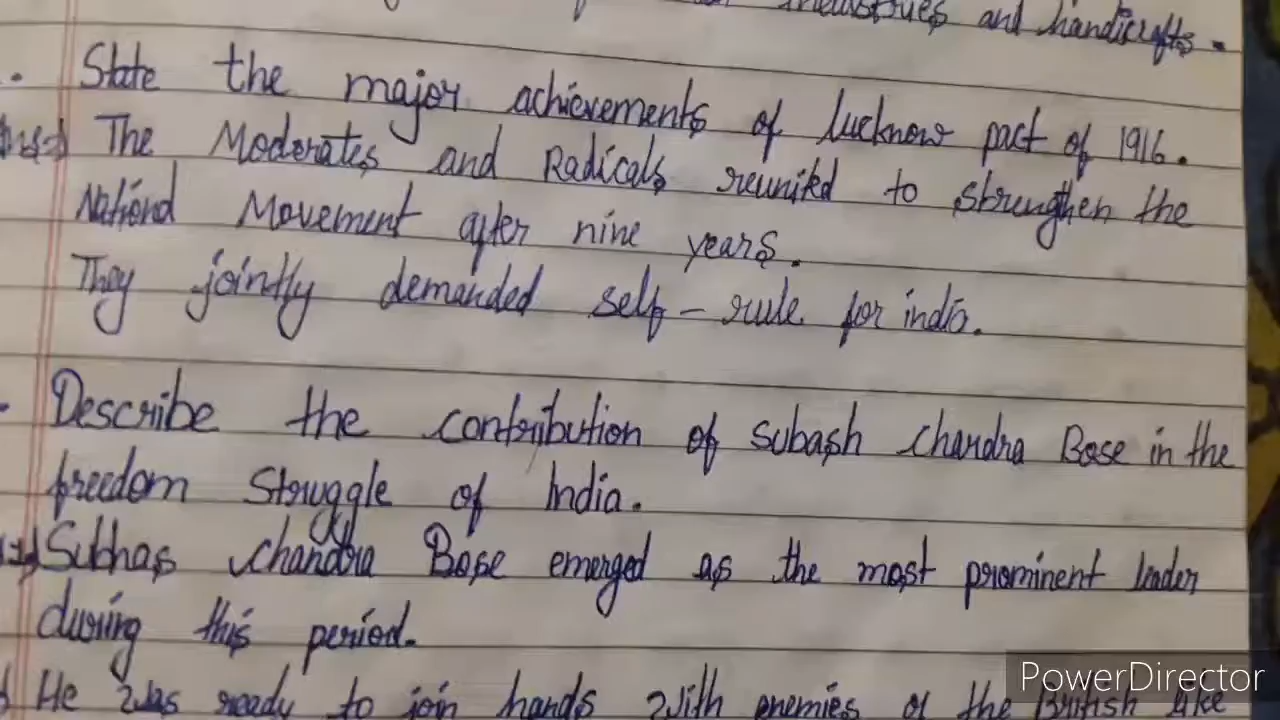 industries and handicrafts.
. State the major achievements of lucknow pact of 1916.
The Moderates and Radicals reunited to strengthen the
National Movement after nine years.
They jointly demanded self-rule for india.
. Describe the contribution of Subash Chandra Bose in the
freedom Struggle of India.
Subhas Chandra Bose emerged as the most prominent leader
during this period.
He was ready to join hands with enemies of the British like
PowerDirector